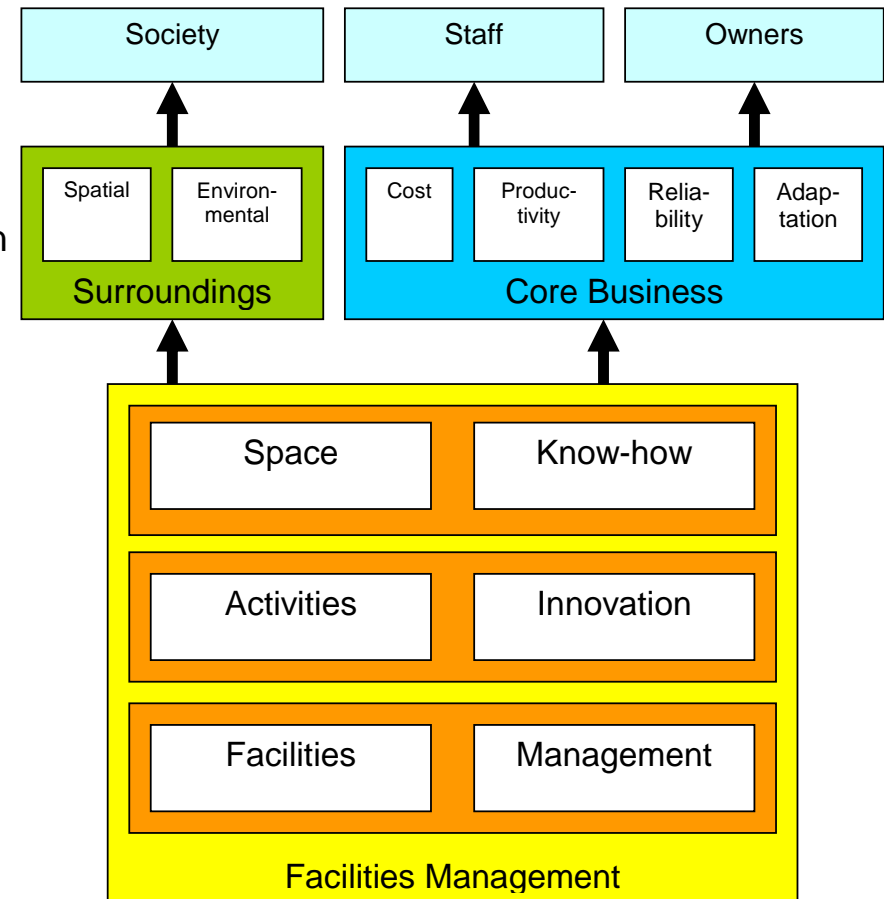 Society
Staff
Owners
Spatial
Environ-
mental
Surroundings
Cost
Produc-
tivity
Relia-
bility
Adap-
tation
Core Business
n
Space
Know-how
Activities
Innovation
Facilities
Management
Facilities Management